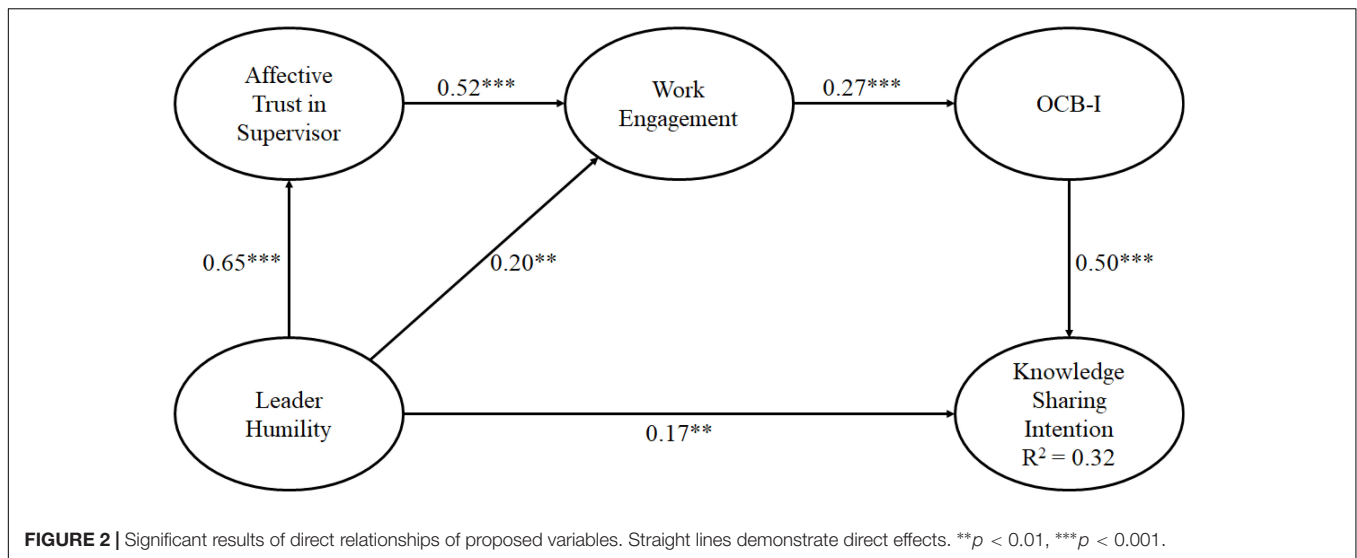 Affective
Trust in
Supervisor
0.52***
Work
Engagement
0.27***
OCB-I
0.65***
0.20**
0.50***
Leader
Humility
0.17**
Knowledge
Sharing
Intention
R² = 0.32
FIGURE 2 | Significant results of direct relationships of proposed variables. Straight lines demonstrate direct effects. **p < 0.01, ***p < 0.001.